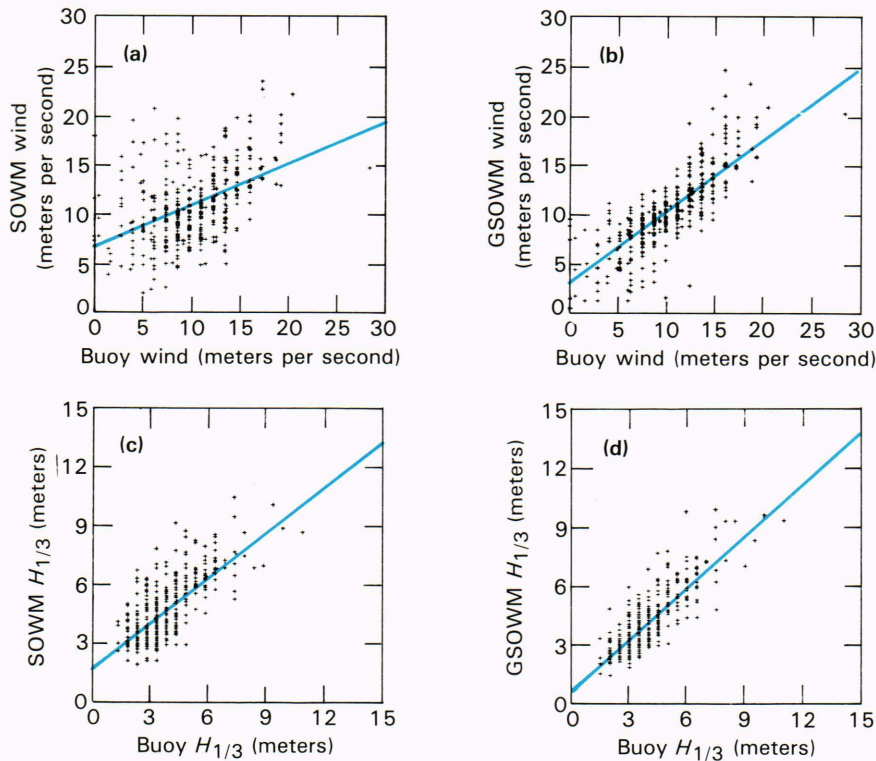 (a)
30
25
20
15
10
5
0
SOWM wind
(meters per second)
0 5 10 15 20 25 30
Buoy wind (meters per second)
(b)
30
25
20
15
10
5
0
GSOWM wind
(meters per second)
0 5 10 15 20 25 30
Buoy wind (meters per second)
(c)
15
12
9
6
3
0
SOWM H1/3 (meters)
0 3 6 9 12 15
Buoy H1/3 (meters)
(d)
15
12
9
6
3
0
GSOWM H1/3 (meters)
0 3 6 9 12 15
Buoy H1/3 (meters)